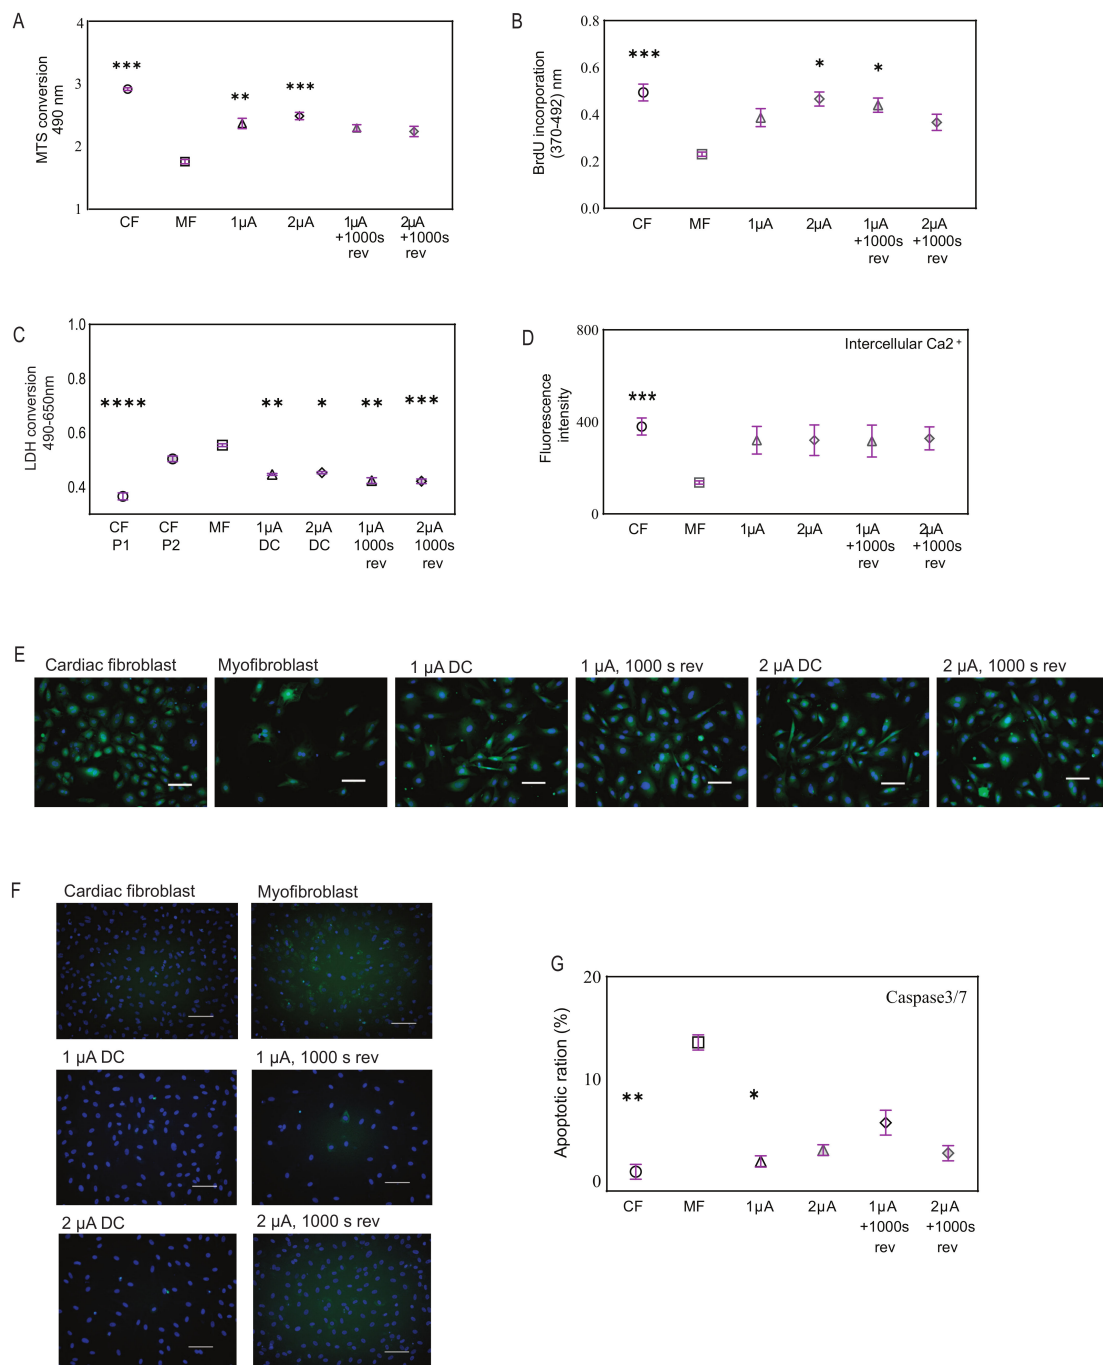 A
MTS conversion
490 nm
4
3
2
1
***
**
***
CF MF 1µA 2µA 1µA 2µA
+1000s +1000s
rev rev
B
BrdU incorporation
(370-492) nm
0.8
0.6
0.4
0.2
0.0
***
*
*
CF MF 1µA 2µA 1µA 2µA
+1000s +1000s
rev rev
C
LDH conversion
490-650nm
1.0
0.8
0.6
0.4
****
**
*
**
***
CF CF MF 1µA 2µA 1µA 2µA
P1 P2 DC DC 1000s 1000s
rev rev
D
Fluorescence
intensity
800
400
0
Intercellular Ca2+
***
CF MF 1µA 2µA 1µA 2µA
+1000s +1000s
rev rev
E
Cardiac fibroblast
Myofibroblast
1 µA DC
1 µA, 1000 s rev
2 µA DC
2 µA, 1000 s rev
F
Cardiac fibroblast
Myofibroblast
1 µA DC
1 µA, 1000 s rev
2 µA DC
2 µA, 1000 s rev
G
Apoptotic ration (%)
20
10
0
Caspase3/7
**
*
CF MF 1µA 2µA 1µA 2µA
+1000s +1000s
rev rev